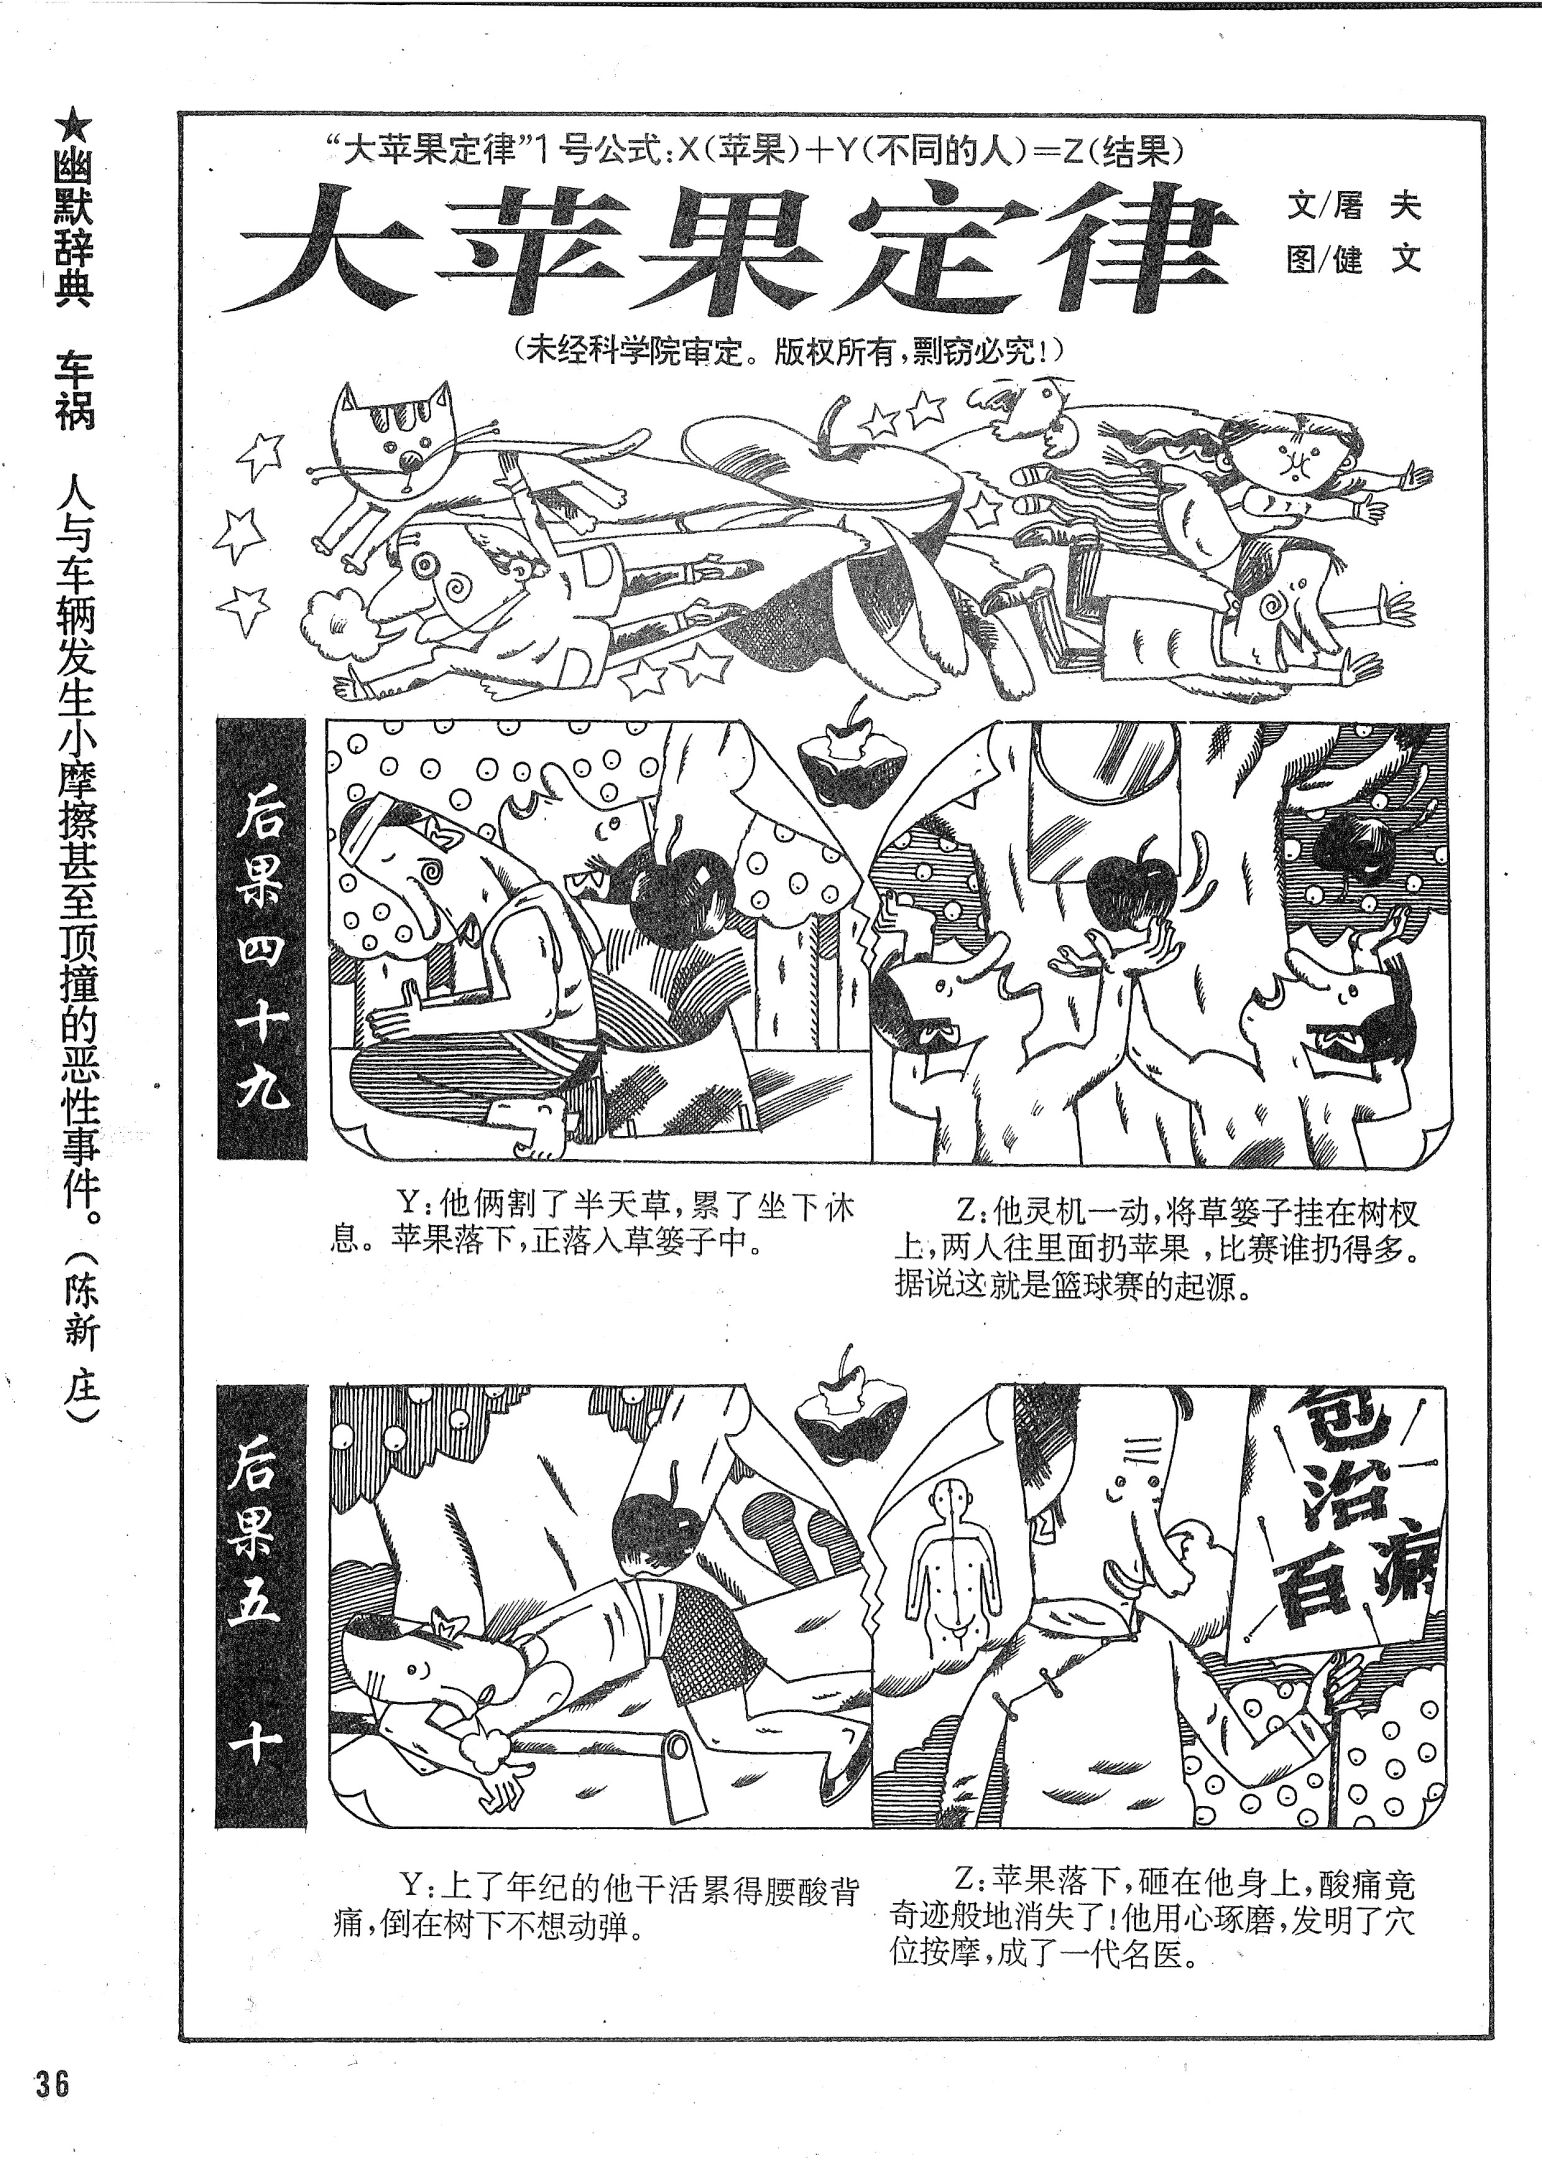 ★幽默辞典 车祸 人与车辆发生小摩擦甚至顶撞的恶性事件。(陈新庄)
“大苹果定律”1号公式:X(苹果)+Y(不同的人)=Z(结果)
大苹果定律
文/屠 夫
图/健 文
(未经科学院审定。版权所有,剽窃必究!)
后果四十九
Y:他俩割了半天草,累了坐下休
息。苹果落下,正落入草篓子中。
Z:他灵机一动,将草篓子挂在树杈
上,两人往里面扔苹果,比赛谁扔得多。
据说这就是篮球赛的起源。
后果五十
包治
百病
Y:上了年纪的他干活累得腰酸背
痛,倒在树下不想动弹。
Z:苹果落下,砸在他身上,酸痛竟
奇迹般地消失了!他用心琢磨,发明了穴
位按摩,成了一代名医。
36